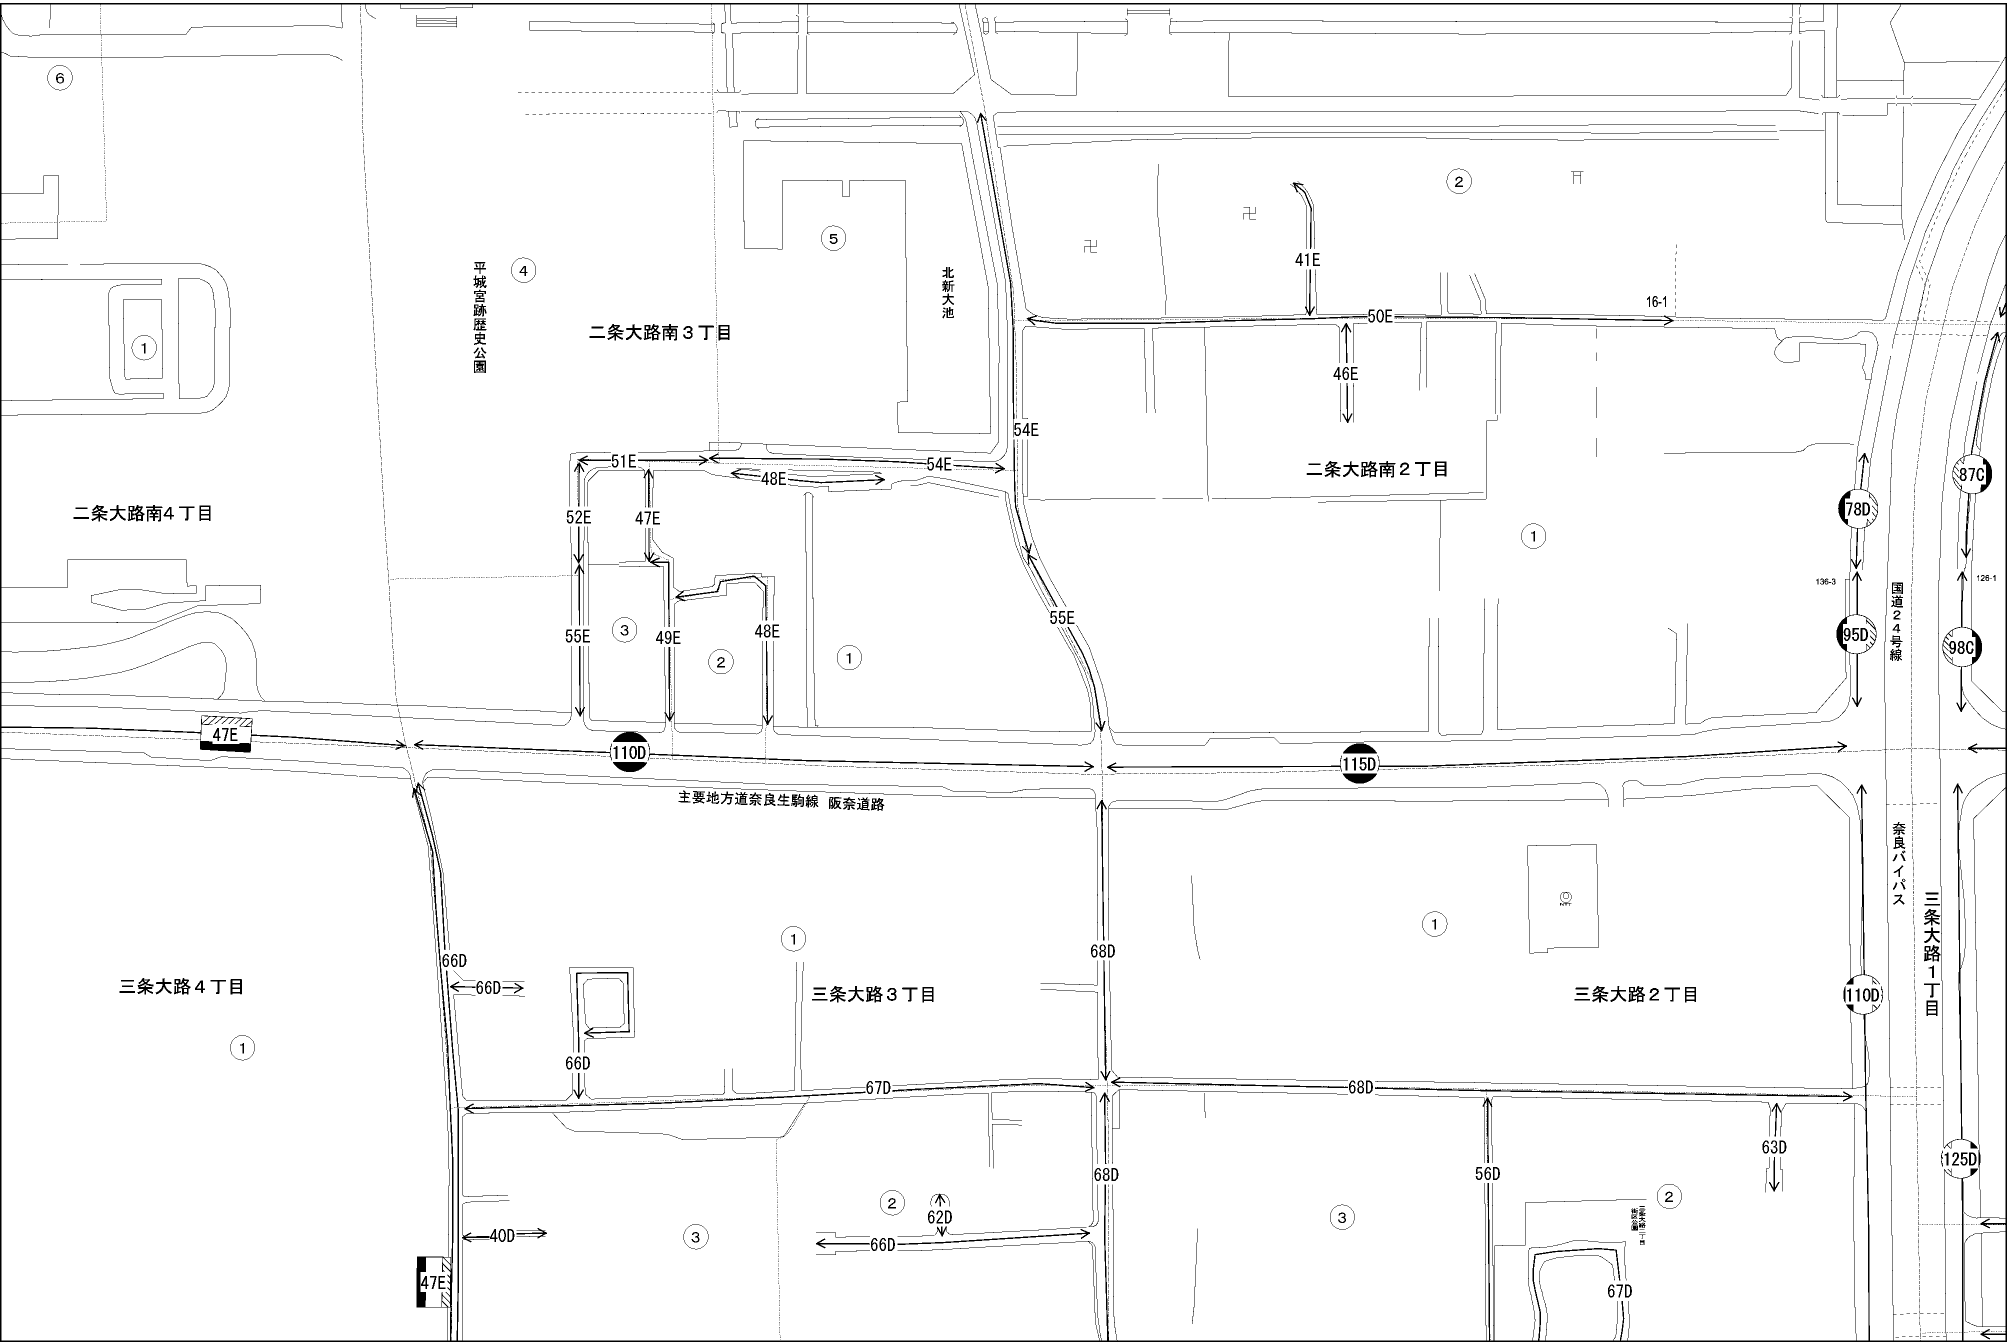 ⑥
②
④
⑤
41E
平城宮跡歴史公園
北新大池
16-1
50E
二条大路南3丁目
①
46E
54E
51E
54E
48E
二条大路南2丁目
87C
78D
二条大路南4丁目
52E
47E
①
136-3
126-1
国道24号線
55E
③
55E
49E
48E
②
①
95D
98C
47E
110D
115D
主要地方道奈良生駒線 阪奈道路
奈良バイパス
三条大路1丁目
NTT
①
①
66D
68D
66D
三条大路4丁目
三条大路3丁目
三条大路2丁目
110D
①
66D
67D
68D
63D
68D
56D
125D
②
62D
③
②
40D
③
66D
47E
67D